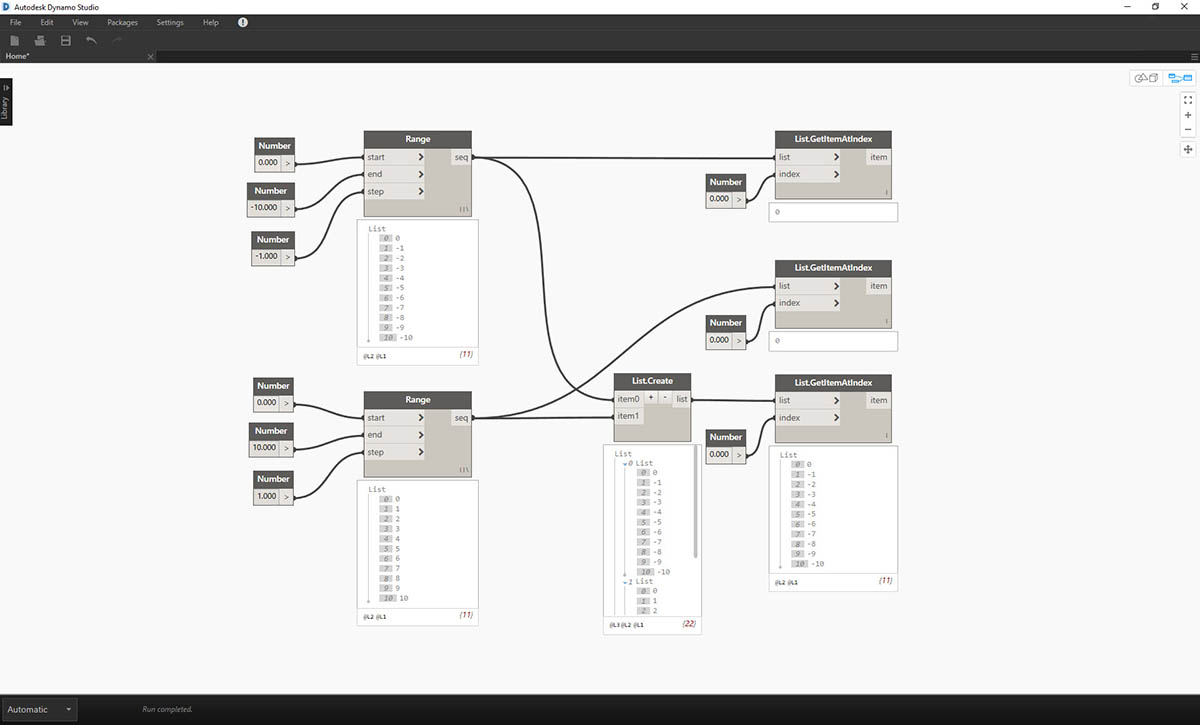 Autodesk Dynamo Studio
File Edit View Packages Settings Help !
Home*
Library
Number
0.000 >
Number
-10.000 >
Number
-1.000 >
Range
start > seq
end >
step >
List
0 0
1 -1
2 -2
3 -3
4 -4
5 -5
6 -6
7 -7
8 -8
9 -9
10 -10
@L2 @L1 {11}
Number
0.000 >
Number
10.000 >
Number
1.000 >
Range
start > seq
end >
step >
List
0 0
1 1
2 2
3 3
4 4
5 5
6 6
7 7
8 8
9 9
10 10
@L2 @L1 {11}
List.Create
item0 + - list
item1
List
0 List
0 0
1 -1
2 -2
3 -3
4 -4
5 -5
6 -6
7 -7
8 -8
9 -9
10 -10
1 List
0 0
1 1
2 2
@L3 @L2 @L1 {22}
Number
0.000 >
List.GetItemAtIndex
list > item
index >
0
Number
0.000 >
List.GetItemAtIndex
list > item
index >
0
Number
0.000 >
List.GetItemAtIndex
list > item
index >
List
0 0
1 -1
2 -2
3 -3
4 -4
5 -5
6 -6
7 -7
8 -8
9 -9
10 -10
@L2 @L1 {11}
Automatic
Run completed.